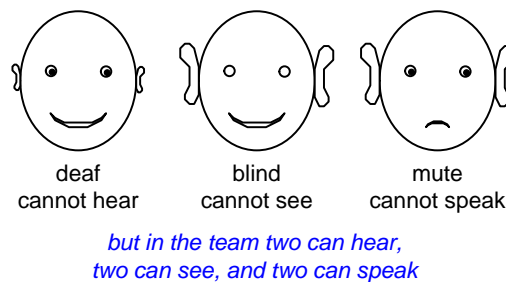 deaf
cannot hear
blind
cannot see
mute
cannot speak
but in the team two can hear,
two can see, and two can speak